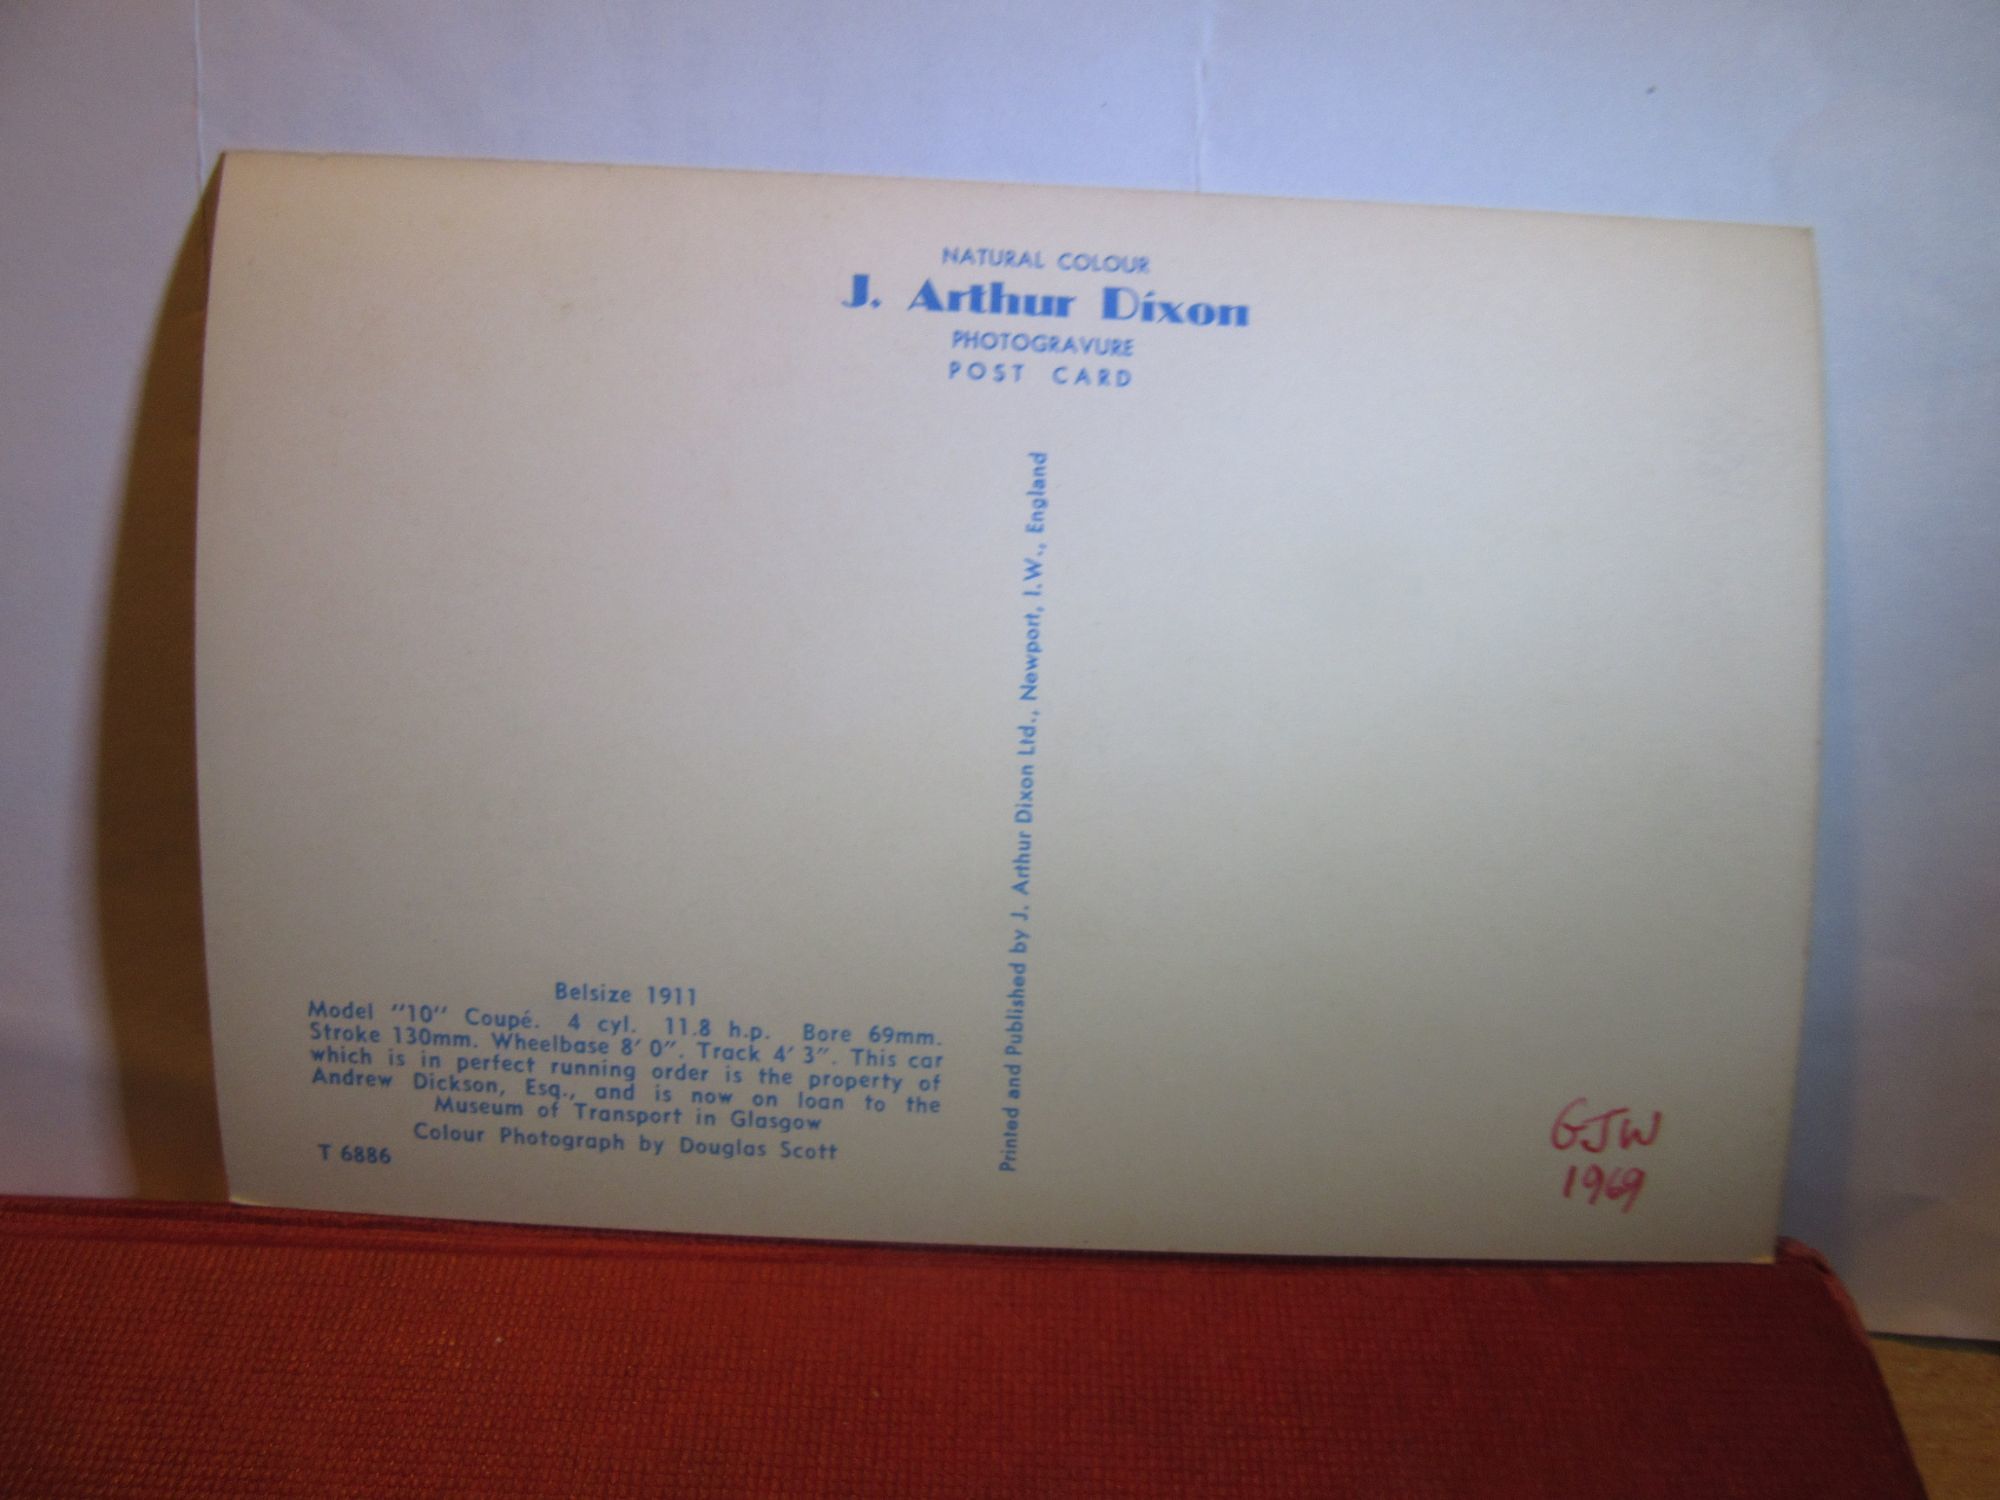 NATURAL COLOUR
J. Arthur Dixon
PHOTOGRAVURE
POST CARD
Printed and Published by J. Arthur Dixon Ltd., Newport, I.W., England
Belsize 1911
Model "10" Coupé. 4 cyl. 11.8 h.p. Bore 69mm.
Stroke 130mm. Wheelbase 8' 0". Track 4' 3". This car
which is in perfect running order is the property of
Andrew Dickson, Esq., and is now on loan to the
Museum of Transport in Glasgow
Colour Photograph by Douglas Scott
T 6886
GJW
1969